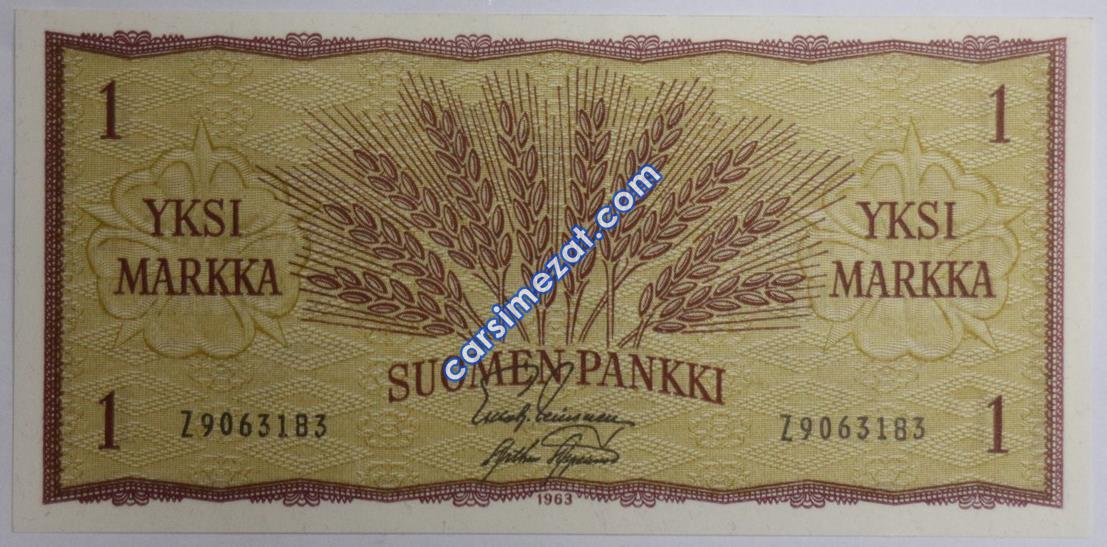 1 1
YKSI YKSI
MARKKA MARKKA
carsimezat.com
SUOMEN PANKKI
1 Z9063183 Z9063183 1
1963